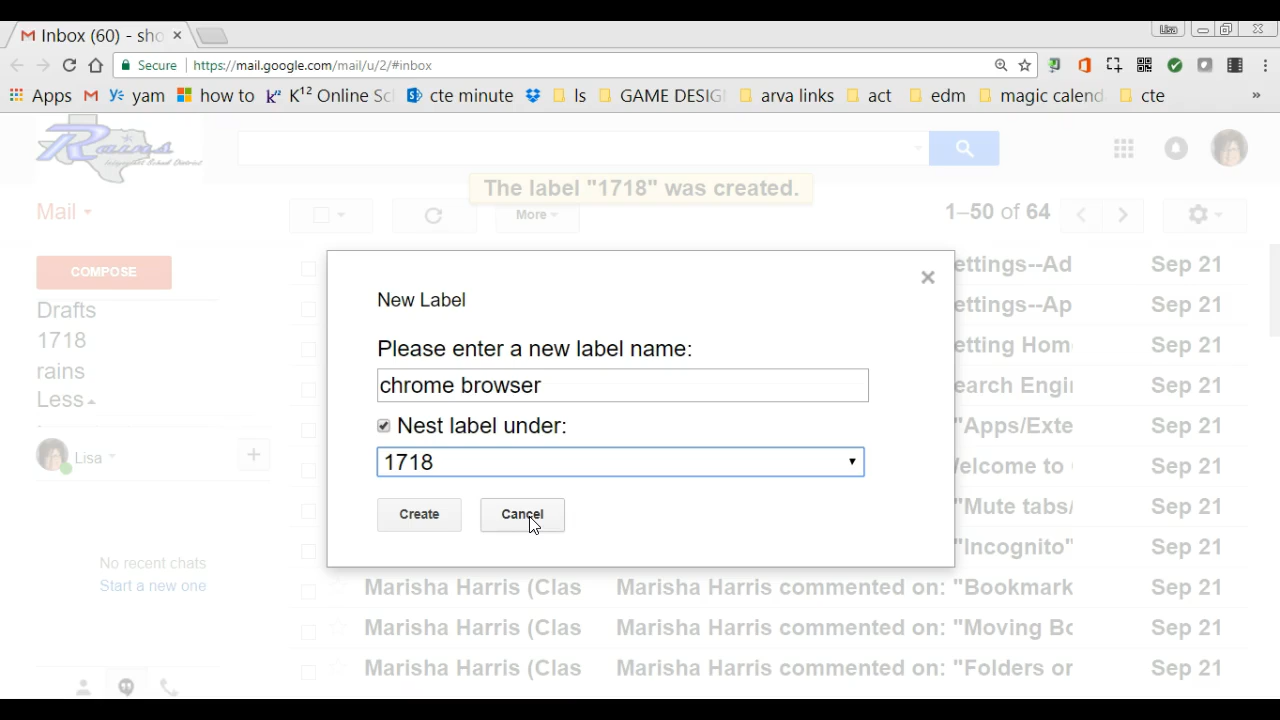 Inbox (60) - sho
Lisa
Secure https://mail.google.com/mail/u/2/#inbox
Apps yam how to K¹² Online Sc cte minute ls GAME DESIG arva links act edm magic calend cte »
Rains
Independent School District
The label "1718" was created.
Mail
More
1–50 of 64
COMPOSE
Drafts
1718
rains
Less
Lisa
No recent chats
Start a new one
New Label
Please enter a new label name:
chrome browser
Nest label under:
1718
Create Cancel
ettings--Ad Sep 21
ettings--Ap Sep 21
etting Hom Sep 21
earch Engi Sep 21
"Apps/Exte Sep 21
elcome to Sep 21
"Mute tabs/ Sep 21
"Incognito" Sep 21
Marisha Harris (Clas Marisha Harris commented on: "Bookmark Sep 21
Marisha Harris (Clas Marisha Harris commented on: "Moving Bo Sep 21
Marisha Harris (Clas Marisha Harris commented on: "Folders or Sep 21